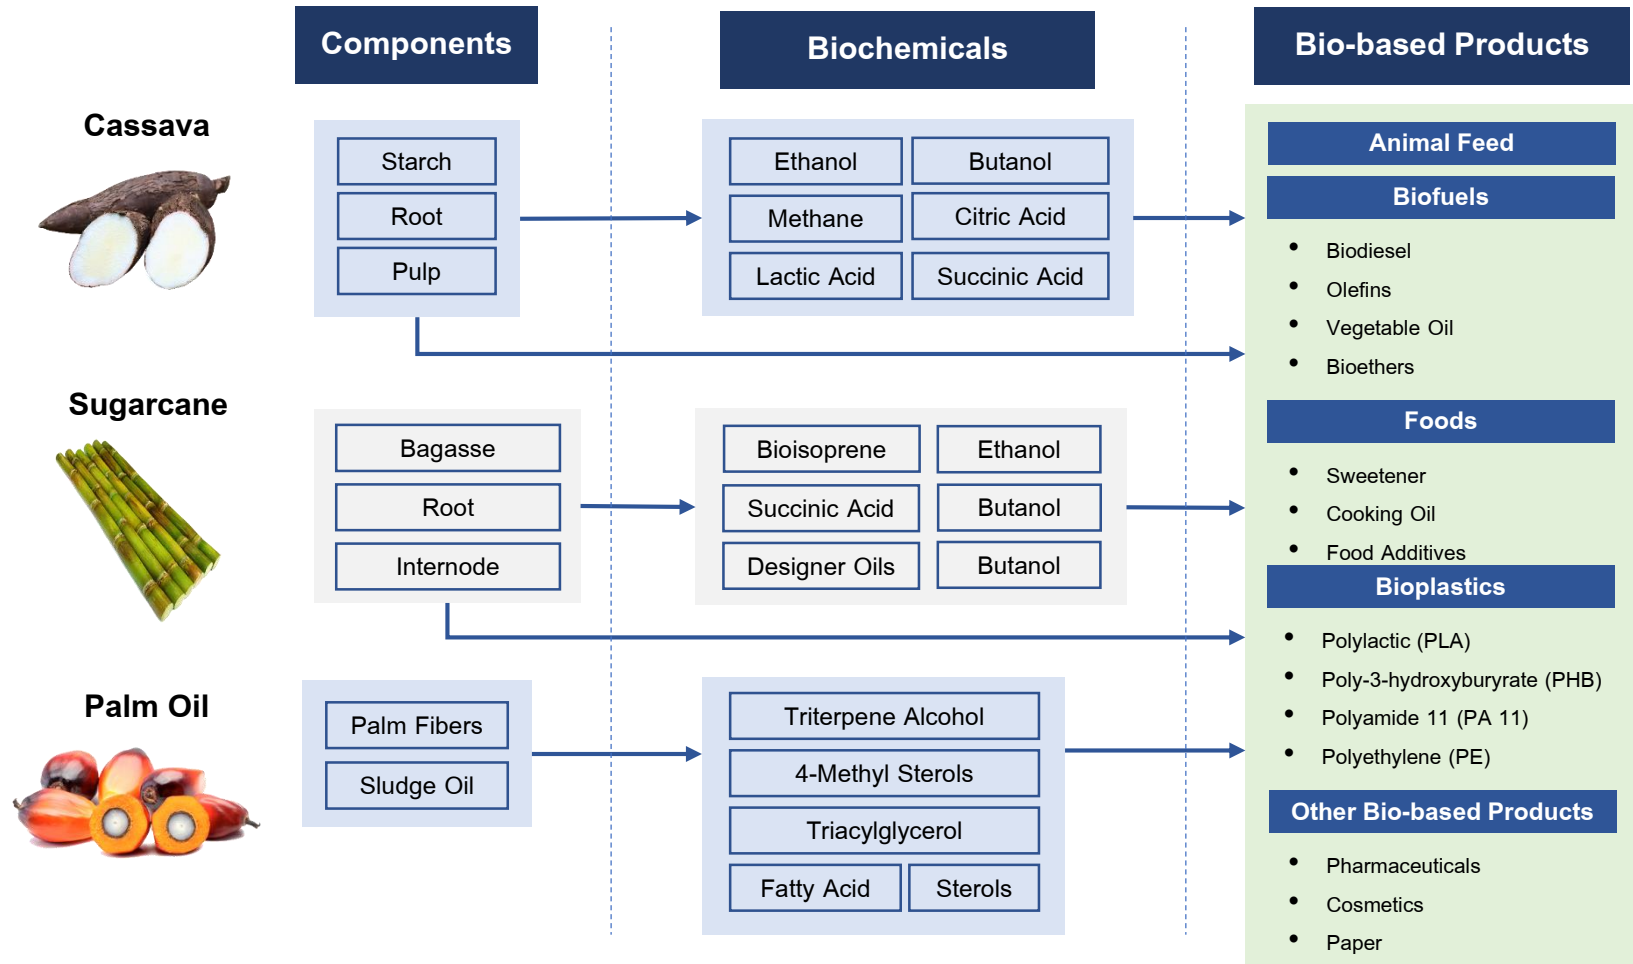 Components
Biochemicals
Bio-based Products
Cassava
Starch
Root
Pulp
Ethanol
Butanol
Methane
Citric Acid
Lactic Acid
Succinic Acid
Sugarcane
Bagasse
Root
Internode
Bioisoprene
Ethanol
Succinic Acid
Butanol
Designer Oils
Butanol
Palm Oil
Palm Fibers
Sludge Oil
Triterpene Alcohol
4-Methyl Sterols
Triacylglycerol
Fatty Acid
Sterols
Animal Feed
Biofuels
• Biodiesel
• Olefins
• Vegetable Oil
• Bioethers
Foods
• Sweetener
• Cooking Oil
• Food Additives
Bioplastics
• Polylactic (PLA)
• Poly-3-hydroxyburyrate (PHB)
• Polyamide 11 (PA 11)
• Polyethylene (PE)
Other Bio-based Products
• Pharmaceuticals
• Cosmetics
• Paper